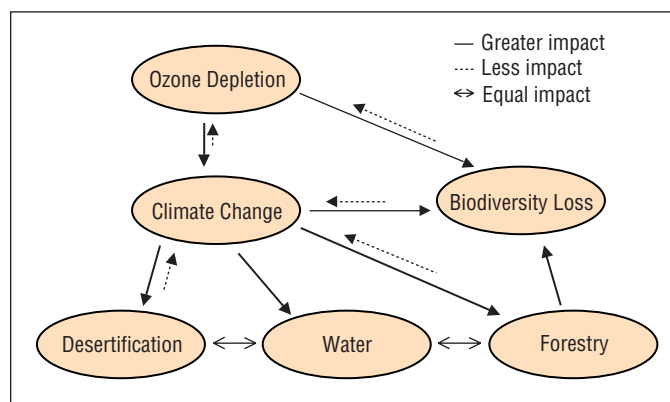 Greater impact
Less impact
Equal impact
Ozone Depletion
Climate Change
Biodiversity Loss
Desertification
Water
Forestry